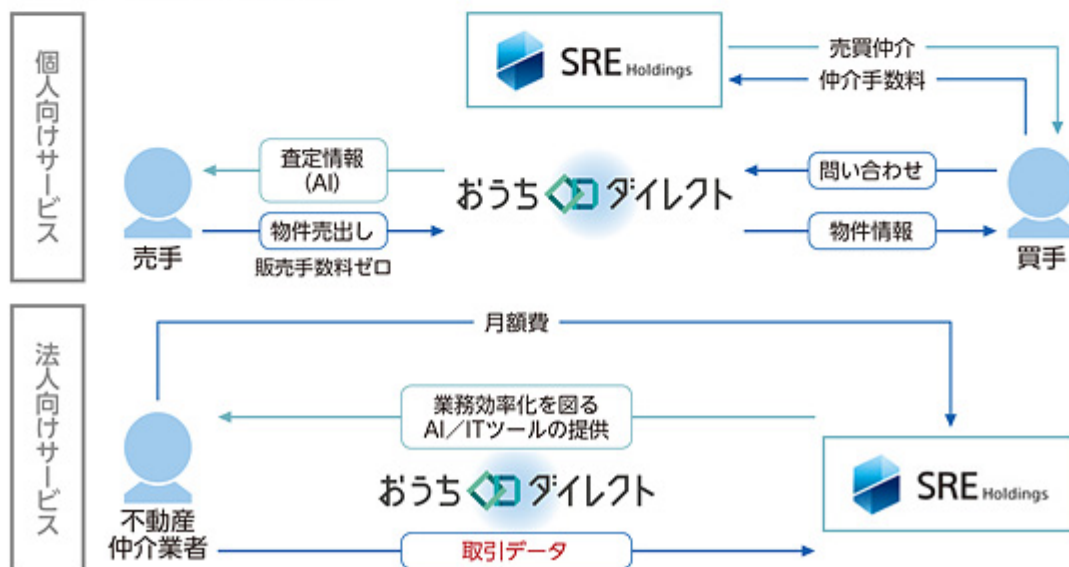 個人向けサービス
SRE Holdings
売買仲介
仲介手数料
査定情報
(AI)
おうちダイレクト
問い合わせ
物件売出し
物件情報
売手
販売手数料ゼロ
買手
法人向けサービス
月額費
業務効率化を図る
AI／ITツールの提供
おうちダイレクト
SRE Holdings
不動産
仲介業者
取引データ